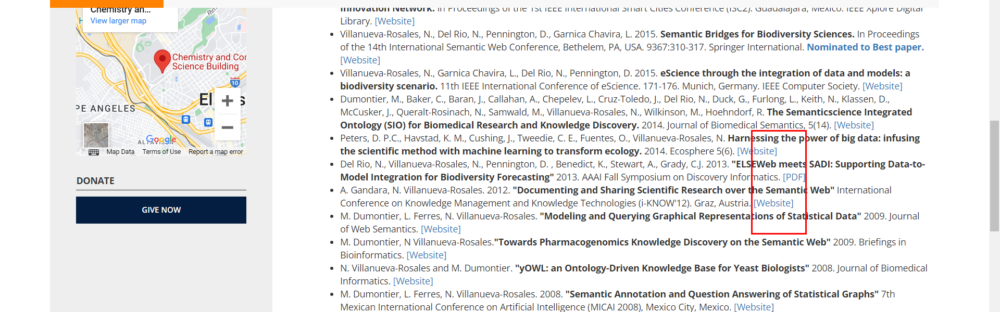 Chemistry an...
View larger map
Chemistry and Cor
Science Building
10
El
s
PE ANGELES
ALTAVISTA
Google
Map Data Terms of Use Report a map error
DONATE
GIVE NOW
Innovation Network. In Proceedings of the 1st IEEE International Smart Cities Conference (ISC2). Guadalajara, Mexico. IEEE Xplore Digital
Library. [Website]
Villanueva-Rosales, N., Del Rio, N., Pennington, D., Garnica Chavira, L. 2015. Semantic Bridges for Biodiversity Sciences. In Proceedings
of the 14th International Semantic Web Conference, Bethelem, PA, USA. 9367:310-317. Springer International. Nominated to Best paper.
[Website]
Villanueva-Rosales, N., Garnica Chavira, L., Del Rio, N., Pennington, D. 2015. eScience through the integration of data and models: a
biodiversity scenario. 11th IEEE International Conference of eScience. 171-176. Munich, Germany. IEEE Computer Society. [Website]
Dumontier, M., Baker, C., Baran, J., Callahan, A., Chepelev, L., Cruz-Toledo, J., Del Rio, N., Duck, G., Furlong, L., Keith, N., Klassen, D.,
McCusker, J., Queralt-Rosinach, N., Samwald, M., Villanueva-Rosales, N., Wilkinson, M., Hoehndorf, R. The Semanticscience Integrated
Ontology (SIO) for Biomedical Research and Knowledge Discovery. 2014. Journal of Biomedical Semantics, 5(14). [Website]
Peters, D. P.C., Havstad, K. M., Cushing, J., Tweedie, C. E., Fuentes, O., Villanueva-Rosales, N. Harnessing the power of big data: infusing
the scientific method with machine learning to transform ecology. 2014. Ecosphere 5(6). [Website]
Del Rio, N., Villanueva-Rosales, N., Pennington, D. , Benedict, K., Stewart, A., Grady, C.J. 2013. "ELSEWeb meets SADI: Supporting Data-to-
Model Integration for Biodiversity Forecasting" 2013. AAAI Fall Symposium on Discovery Informatics. [PDF]
A. Gandara, N. Villanueva-Rosales. 2012. "Documenting and Sharing Scientific Research over the Semantic Web" International
Conference on Knowledge Management and Knowledge Technologies (i-KNOW'12). Graz, Austria. [Website]
M. Dumontier, L. Ferres, N. Villanueva-Rosales. "Modeling and Querying Graphical Representations of Statistical Data" 2009. Journal
of Web Semantics. [Website]
M. Dumontier, N Villanueva-Rosales."Towards Pharmacogenomics Knowledge Discovery on the Semantic Web" 2009. Briefings in
Bioinformatics. [Website]
N. Villanueva-Rosales and M. Dumontier. "yOWL: an Ontology-Driven Knowledge Base for Yeast Biologists" 2008. Journal of Biomedical
Informatics. [Website]
M. Dumontier, L. Ferres, N. Villanueva-Rosales. 2008. "Semantic Annotation and Question Answering of Statistical Graphs" 7th
Mexican International Conference on Artificial Intelligence (MICAI 2008), Mexico City, Mexico. [Website]